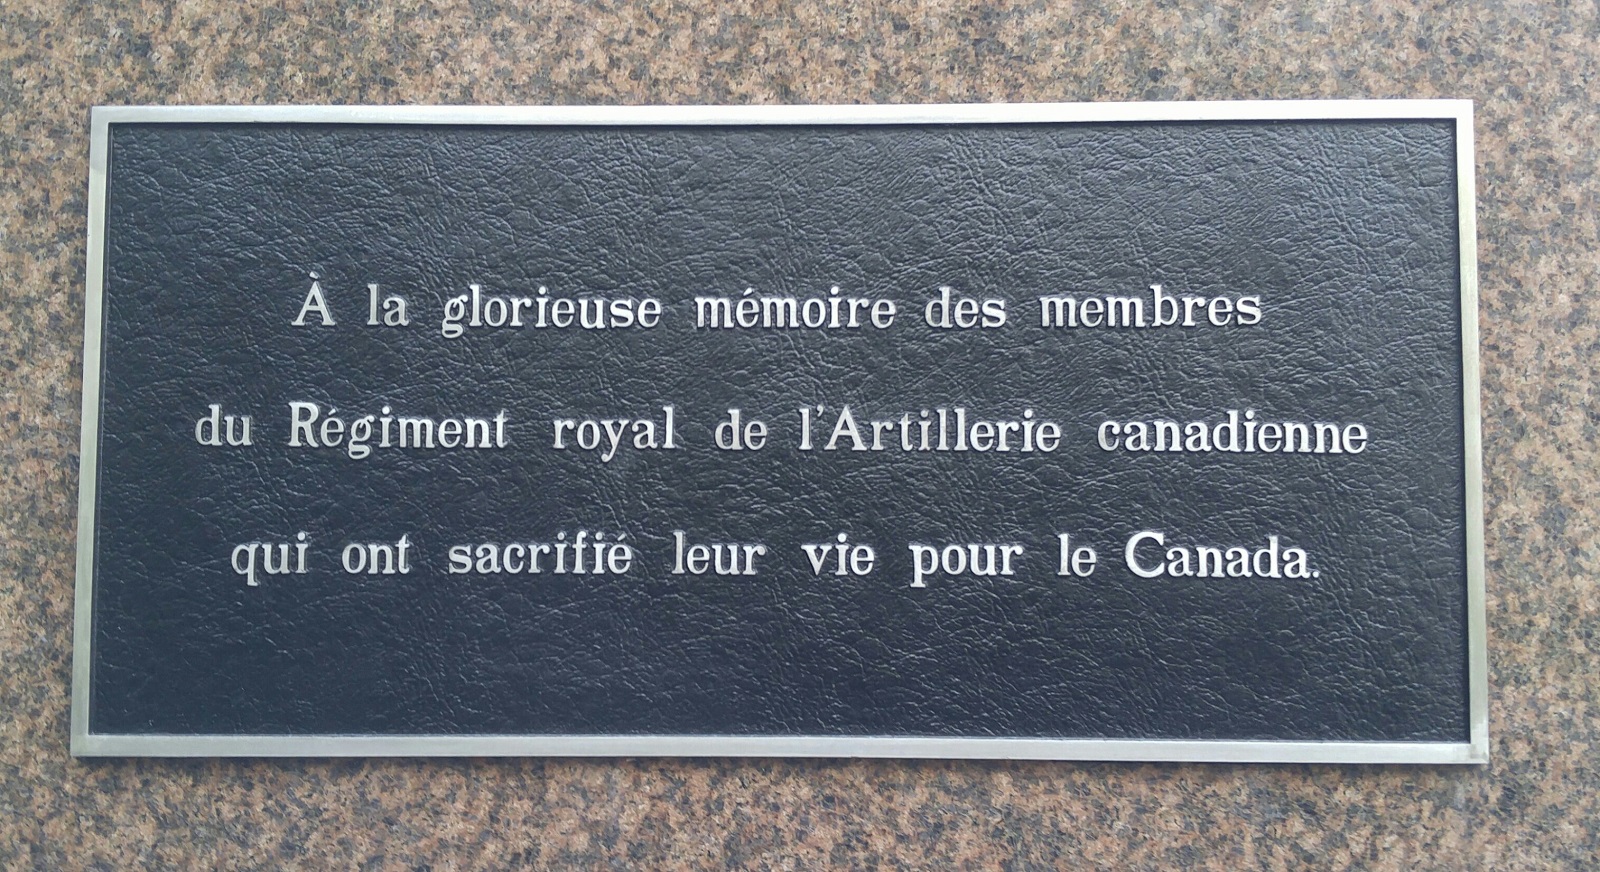 À la glorieuse mémoire des membres
du Régiment royal de l'Artillerie canadienne
qui ont sacrifié leur vie pour le Canada.